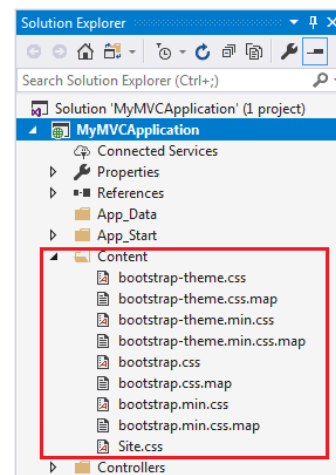 Solution Explorer
Search Solution Explorer (Ctrl+;)
Solution 'MyMVCApplication' (1 project)
MyMVCApplication
Connected Services
Properties
References
App_Data
App_Start
Content
bootstrap-theme.css
bootstrap-theme.css.map
bootstrap-theme.min.css
bootstrap-theme.min.css.map
bootstrap.css
bootstrap.css.map
bootstrap.min.css
bootstrap.min.css.map
Site.css
Controllers